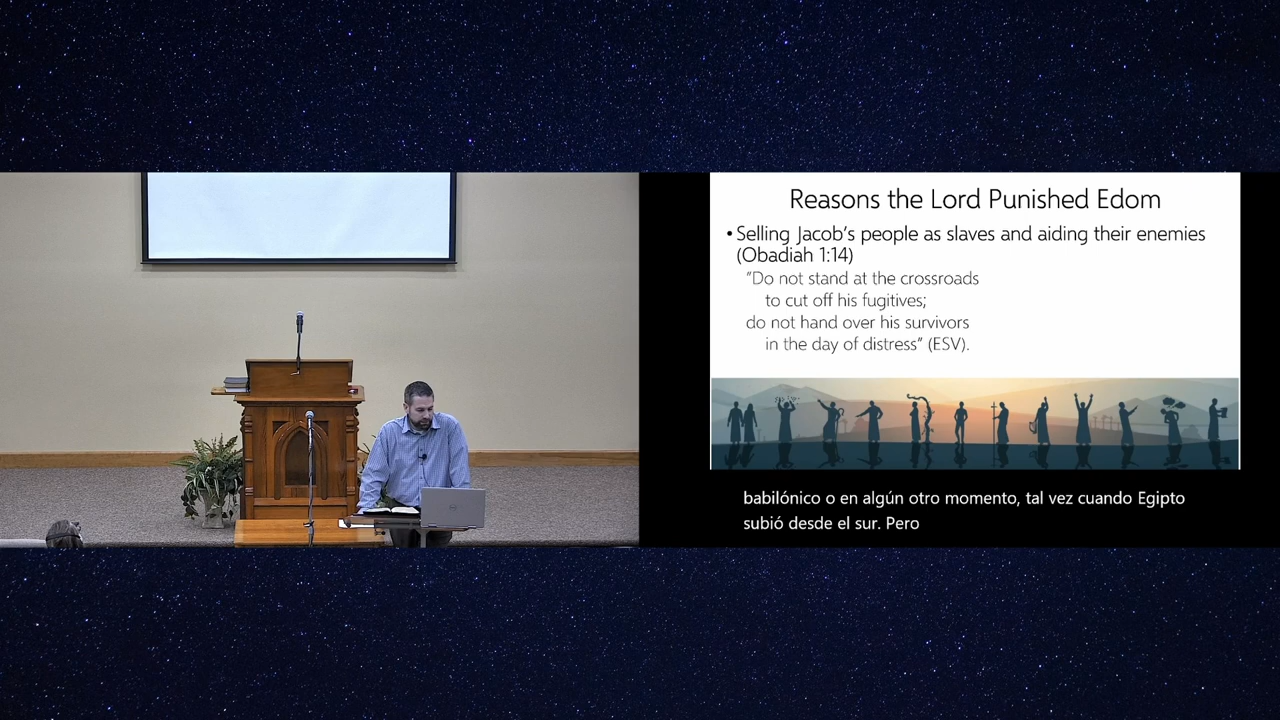 Reasons the Lord Punished Edom
• Selling Jacob's people as slaves and aiding their enemies
(Obadiah 1:14)
"Do not stand at the crossroads
to cut off his fugitives;
do not hand over his survivors
in the day of distress" (ESV).
babilónico o en algún otro momento, tal vez cuando Egipto
subió desde el sur. Pero